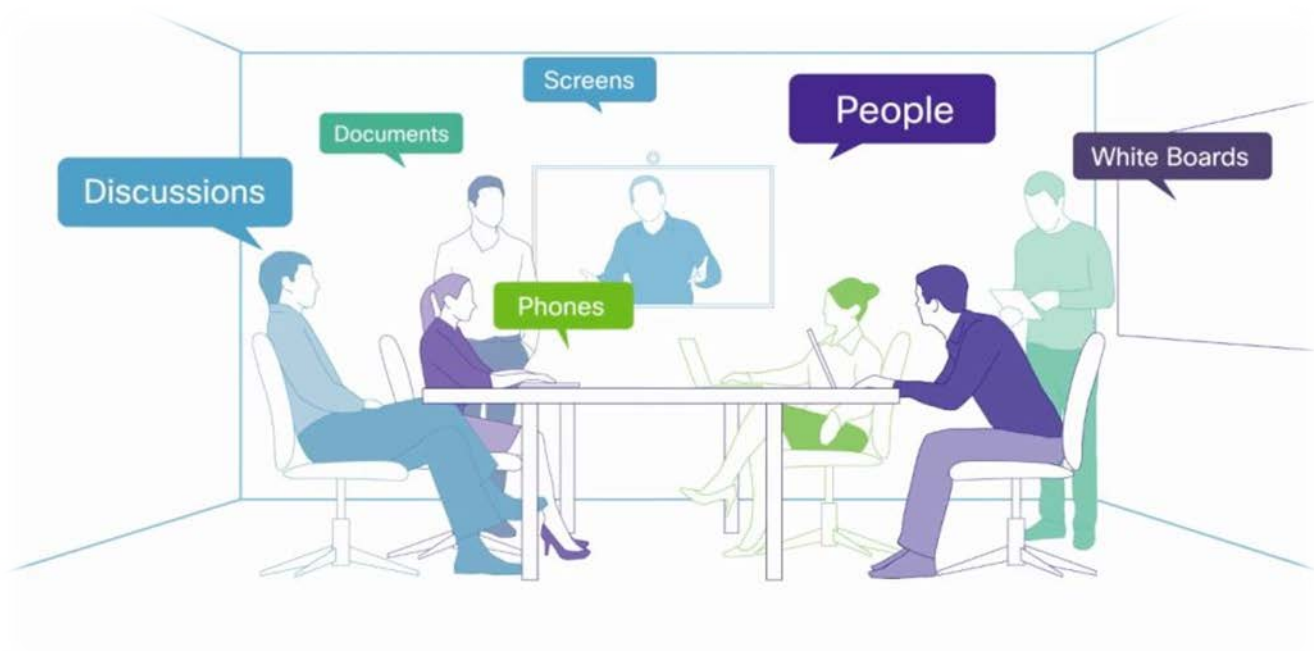 Screens
People
Documents
White Boards
Discussions
Phones